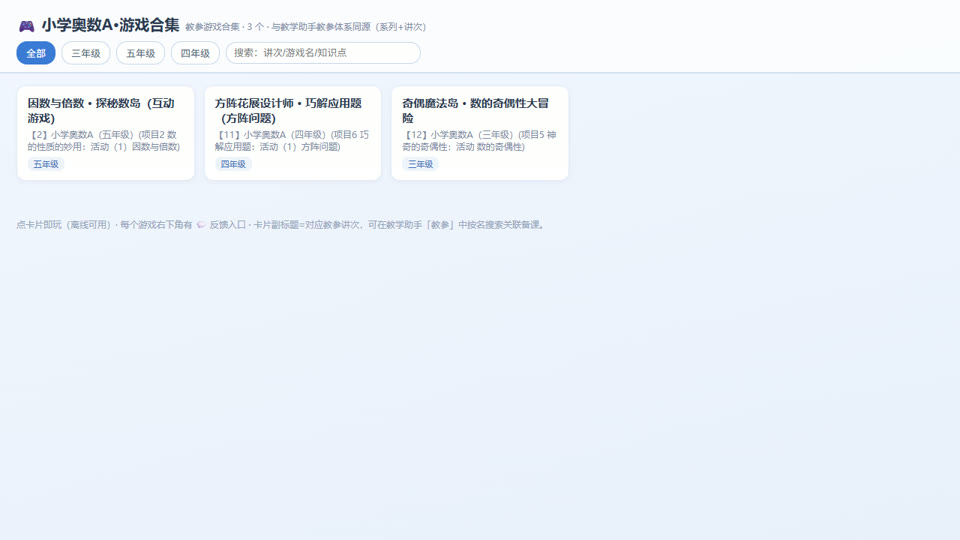 小学奥数A·游戏合集 教参游戏合集 · 3 个 · 与教学助手教参体系同源（系列+讲次）
全部 三年级 五年级 四年级 搜索：讲次/游戏名/知识点
因数与倍数·探秘数岛（互动
游戏）
【2】小学奥数A（五年级）(项目2 数
的性质的妙用：活动（1）因数与倍数)
五年级
方阵花展设计师·巧解应用题
（方阵问题）
【11】小学奥数A（四年级）(项目6 巧
解应用题：活动（1）方阵问题)
四年级
奇偶魔法岛·数的奇偶性大冒
险
【12】小学奥数A（三年级）(项目5 神
奇的奇偶性：活动 数的奇偶性)
三年级
点卡片即玩（离线可用）· 每个游戏右下角有 反馈入口 · 卡片副标题=对应教参讲次，可在教学助手「教参」中按名搜索关联备课。